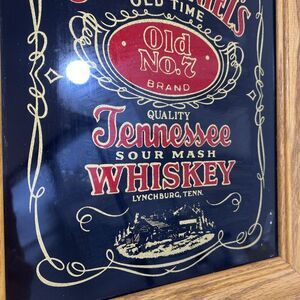 OLD TIME
Old
No. 7
BRAND
QUALITY
Tennessee
SOUR MASH
WHISKEY
LYNCHBURG, TENN.